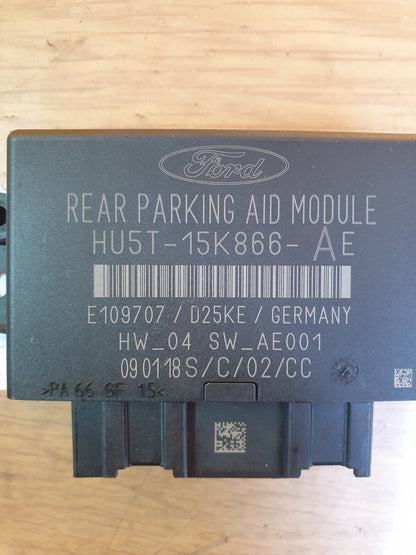 Ford
REAR PARKING AID MODULE
HU5T-15K866-AE
E109707 / D25KE / GERMANY
HW_04 SW_AE001
090118S/C/02/CC
>PA 66 GF 15<